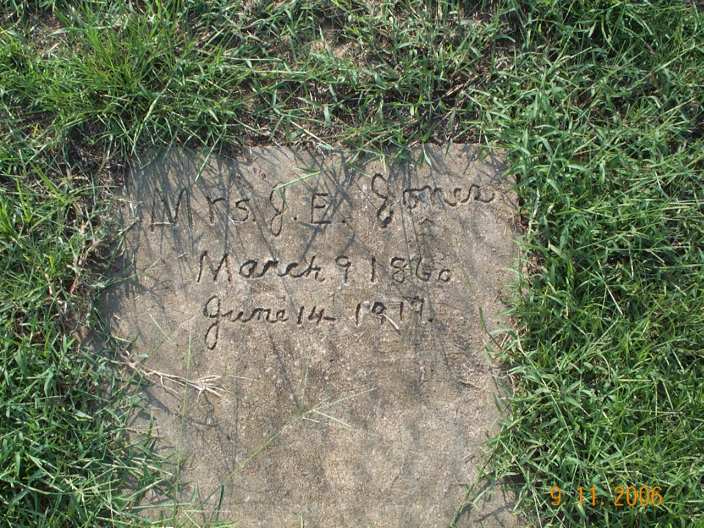 Mrs. J. E. Jones
March 9 1860
June 14 1917.
9 11 2006